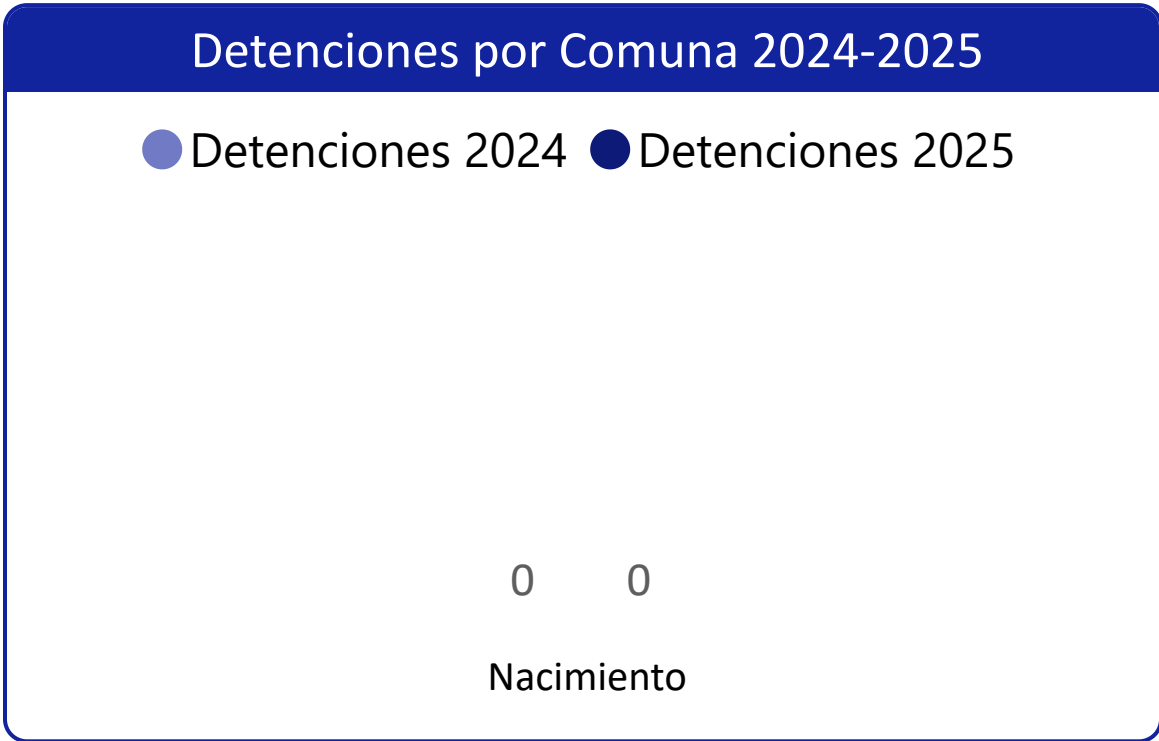 Detenciones por Comuna 2024-2025
Detenciones 2024 Detenciones 2025
0 0
Nacimiento